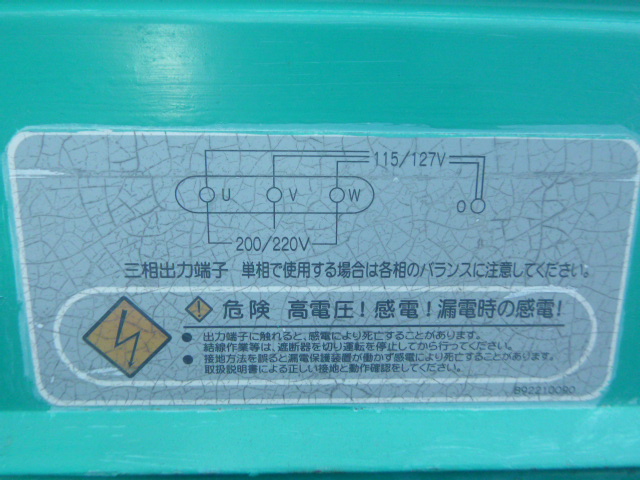 115/127V
U V W O
200/220V
三相出力端子 単相で使用する場合は各相のバランスに注意してください。
危険 高電圧！感電！漏電時の感電！
● 出力端子に触れると、感電により死亡することがあります。
結線作業等は、遮断器を切り運転を停止してから行ってください。
● 接地方法を誤ると漏電保護装置が働かず感電により死亡することがあります。
取扱説明書による正しい接地と動作確認をしてください。
B92210090